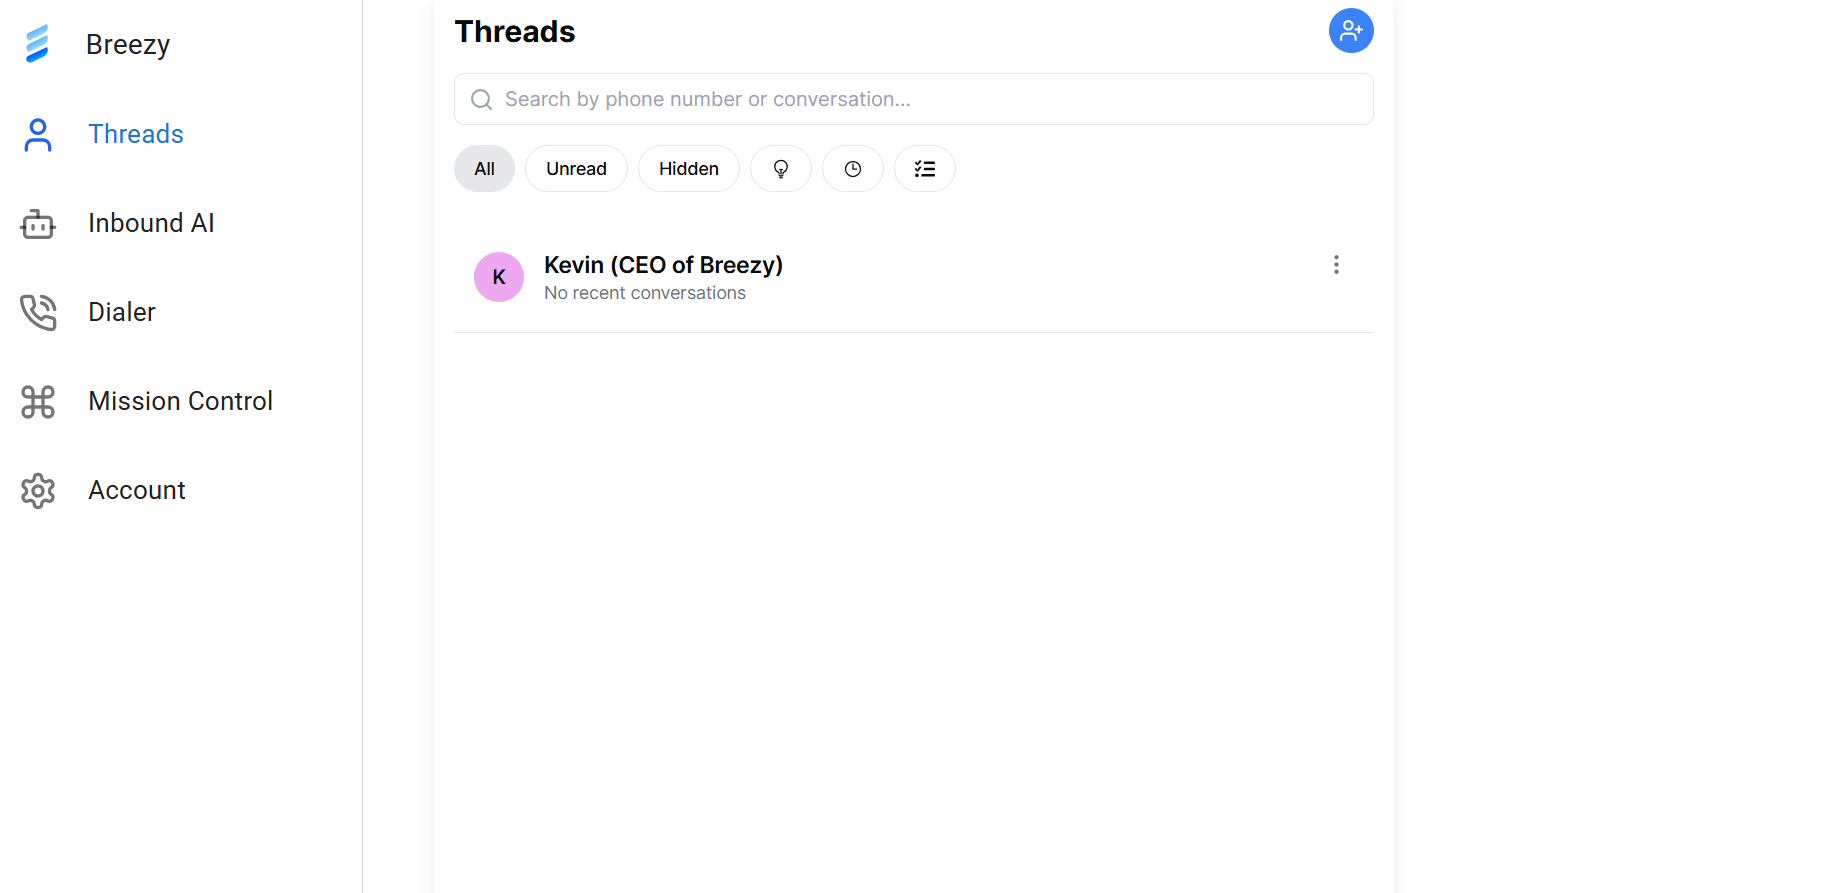 Breezy
Threads
Inbound AI
Dialer
Mission Control
Account
Threads
Search by phone number or conversation...
All
Unread
Hidden
K
Kevin (CEO of Breezy)
No recent conversations